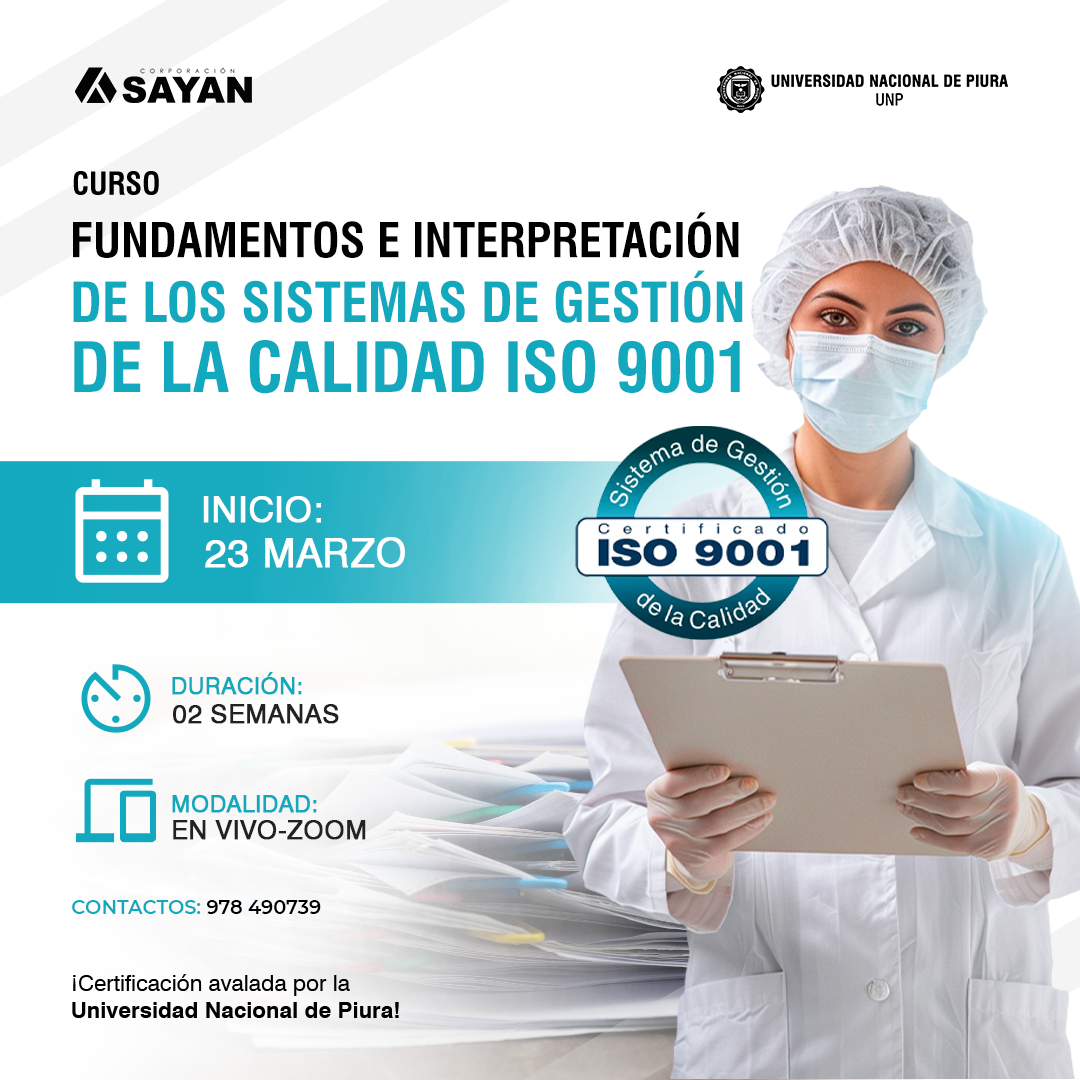 CORPORACIÓN
SAYAN
UNIVERSIDAD NACIONAL DE PIURA
UNP
CURSO
FUNDAMENTOS E INTERPRETACIÓN
DE LOS SISTEMAS DE GESTIÓN
DE LA CALIDAD ISO 9001
Sistema de Gestión
Certificado
ISO 9001
de la Calidad
INICIO:
23 MARZO
DURACIÓN:
02 SEMANAS
MODALIDAD:
EN VIVO-ZOOM
CONTACTOS: 978 490739
¡Certificación avalada por la
Universidad Nacional de Piura!